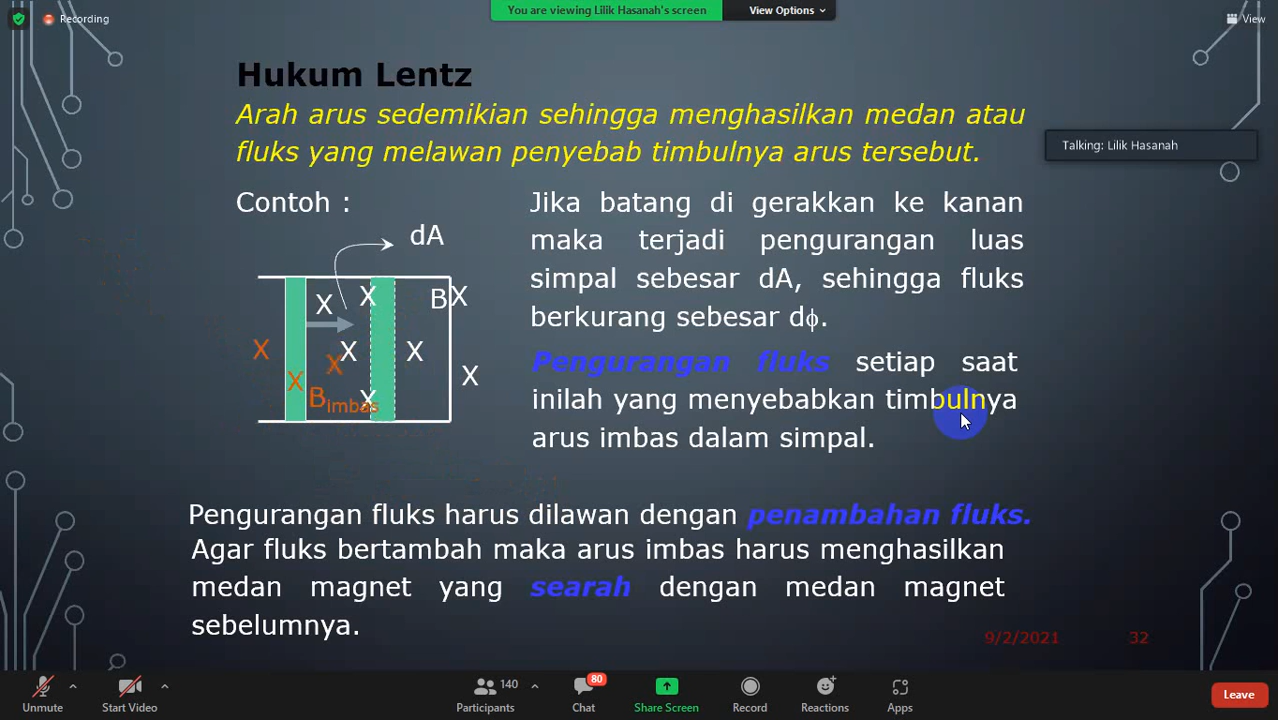 You are viewing Lilik Hasanah's screen
View Options
Recording
View
Hukum Lentz
Arah arus sedemikian sehingga menghasilkan medan atau
fluks yang melawan penyebab timbulnya arus tersebut.
Talking: Lilik Hasanah
Contoh :
dA
X
X
B
X
X
X
X
X
X
X
X
B imbas
Jika batang di gerakkan ke kanan
maka terjadi pengurangan luas
simpal sebesar dA, sehingga fluks
berkurang sebesar dϕ.
Pengurangan fluks setiap saat
inilah yang menyebabkan timbulnya
arus imbas dalam simpal.
Pengurangan fluks harus dilawan dengan penambahan fluks.
Agar fluks bertambah maka arus imbas harus menghasilkan
medan magnet yang searah dengan medan magnet
sebelumnya.
9/2/2021 32
Unmute
Start Video
140
Participants
80
Chat
Share Screen
Record
Reactions
Apps
Leave